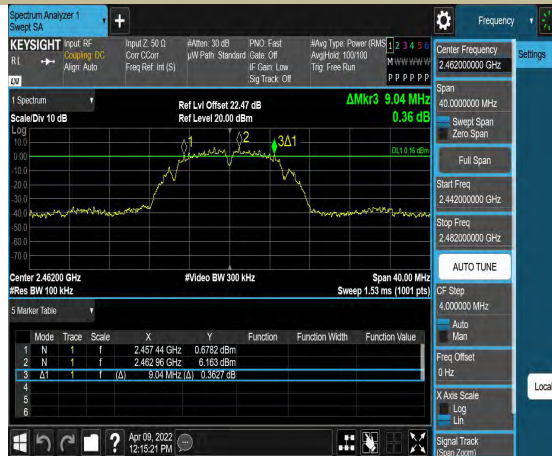 Spectrum Analyzer 1
Swept SA
Frequency
KEYSIGHT
RL
Input: RF
Coupling: DC
Align: Auto
Input Z: 50 Ω
Corr CCorr
Freq Ref: Int (S)
#Atten: 30 dB
µW Path: Standard
PNO: Fast
Gate: Off
IF Gain: Low
Sig Track: Off
#Avg Type: Power (RMS
Avg|Hold: 100/100
Trig: Free Run
1 2 3 4 5 6
M W W W W W
P P P P P P
LW
1 Spectrum
Scale/Div 10 dB
Ref Lvl Offset 22.47 dB
Ref Level 20.00 dBm
ΔMkr3 9.04 MHz
0.36 dB
Log
10.0
0.00
-10.0
-20.0
-30.0
-40.0
-50.0
-60.0
-70.0
1
2
3Δ1
DL1 0.16 dBm
Center 2.46200 GHz
#Res BW 100 kHz
#Video BW 300 kHz
Span 40.00 MHz
Sweep 1.53 ms (1001 pts)
5 Marker Table
Mode Trace Scale X Y Function Function Width Function Value
1 N 1 f 2.457 44 GHz 0.6782 dBm
2 N 1 f 2.462 96 GHz 6.163 dBm
3 Δ1 1 f (Δ) 9.04 MHz (Δ) 0.3627 dB
4
5
6
Apr 09, 2022
12:15:21 PM
Center Frequency
2.462000000 GHz
Settings
Span
40.0000000 MHz
Swept Span
Zero Span
Full Span
Start Freq
2.442000000 GHz
Stop Freq
2.482000000 GHz
AUTO TUNE
CF Step
4.000000 MHz
Auto
Man
Freq Offset
0 Hz
Local
X Axis Scale
Log
Lin
Signal Track
(Span Zoom)